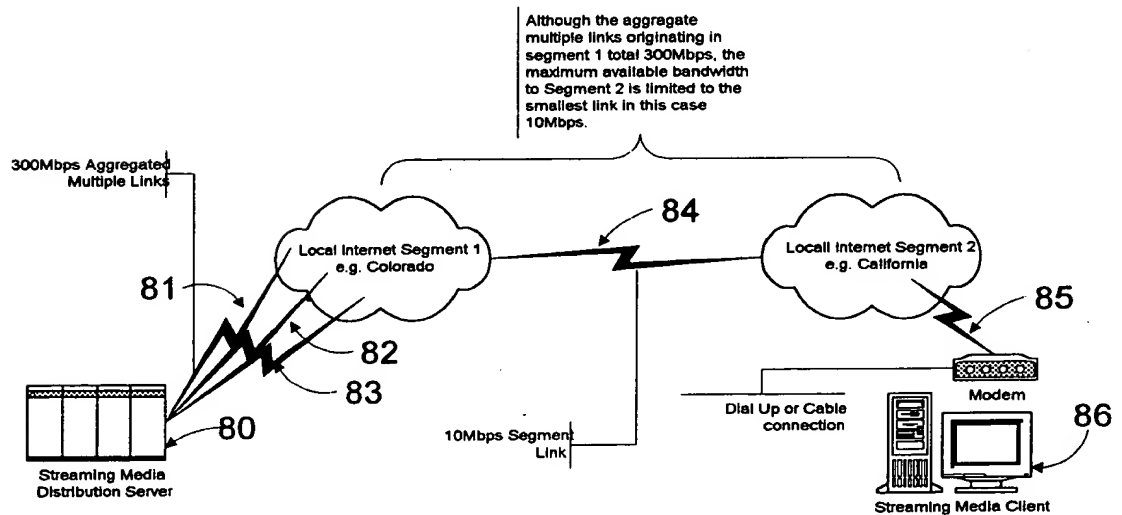 Although the aggragate
multiple links originating in
segment 1 total 300Mbps, the
maximum available bandwidth
to Segment 2 is limited to the
smallest link in this case
10Mbps.
300Mbps Aggregated
Multiple Links
84
Local Internet Segment 1
e.g. Colorado
Locall Internet Segment 2
e.g. California
81
85
82
83
Modem
Dial Up or Cable
connection
80
10Mbps Segment
Link
86
Streaming Media
Distribution Server
Streaming Media Client